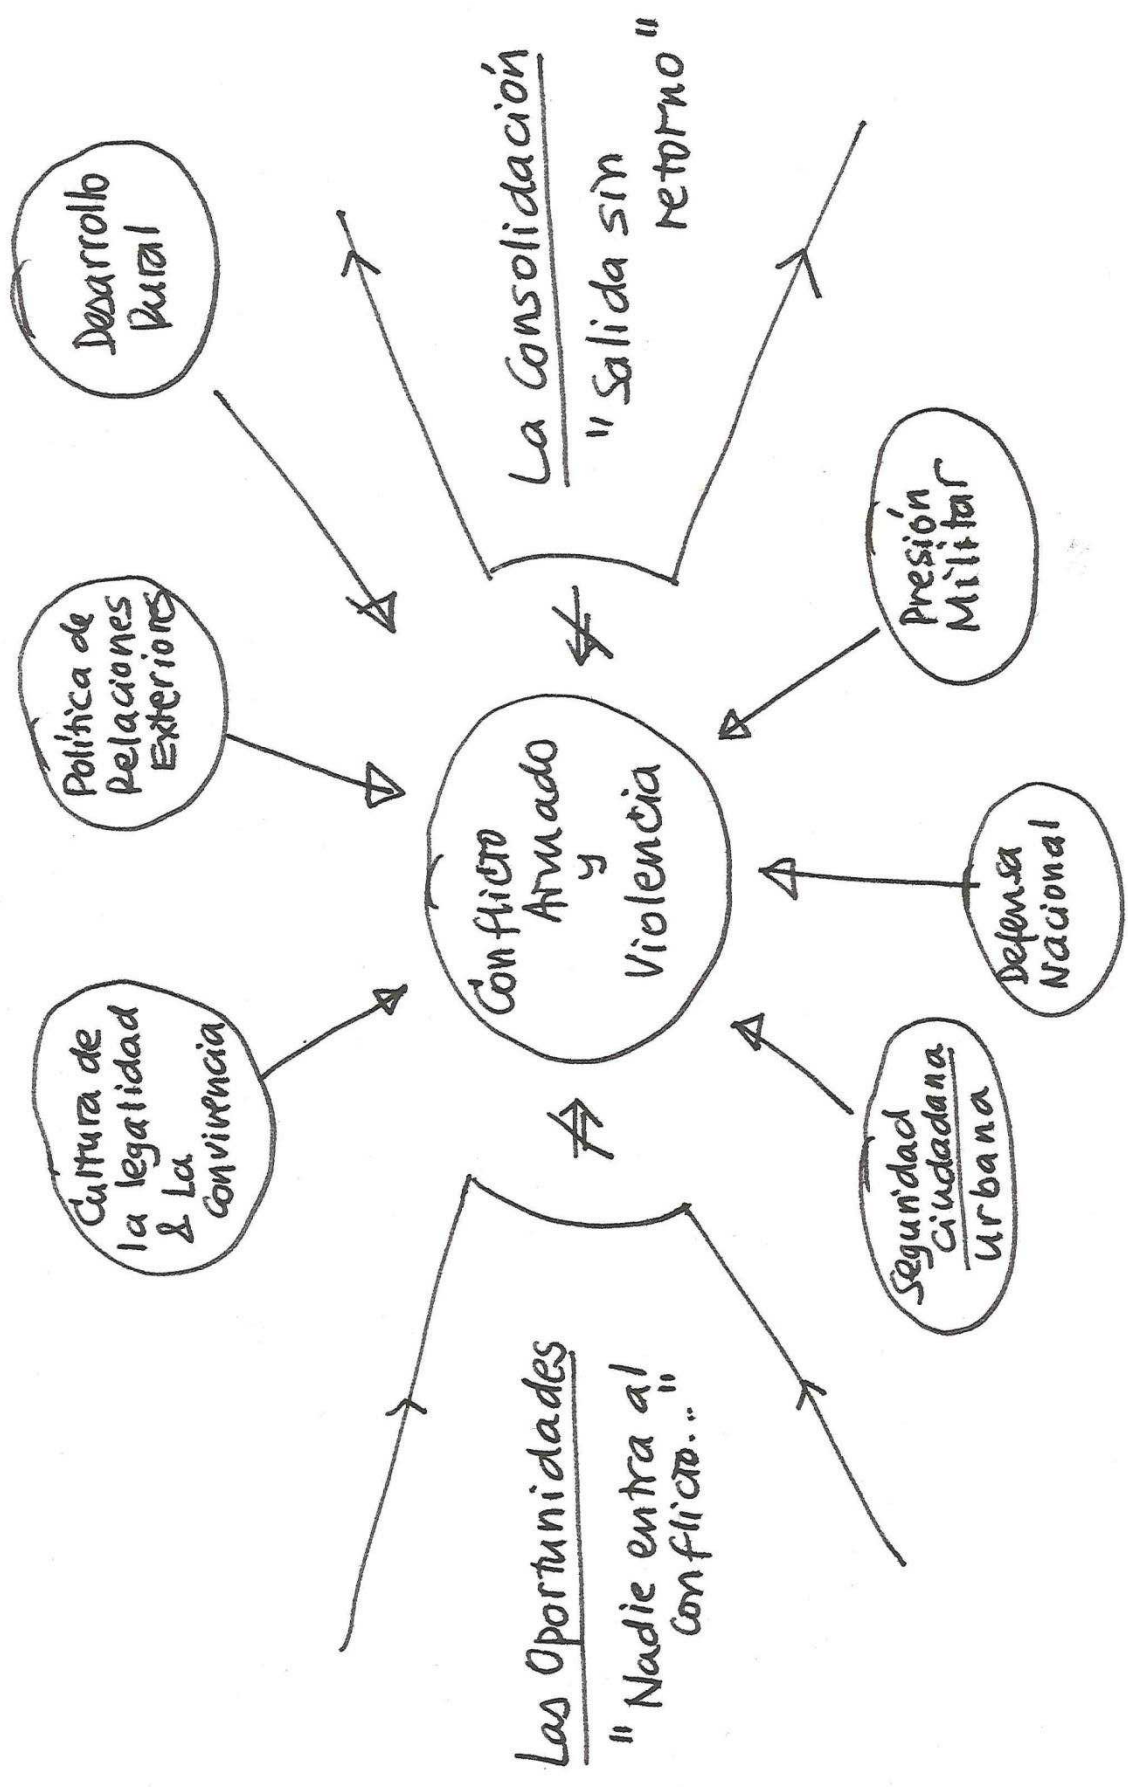 Cultura de
la legalidad
& La
Convivencia
Política de
Relaciones
Exteriores
Desarrollo
Rural
Las Oportunidades
"Nadie entra al
Conflicto..."
Conflicto
Armado
y
Violencia
La Consolidación
"Salida sin
retorno"
Seguridad
Ciudadana
Urbana
Defensa
Nacional
Presión
Militar